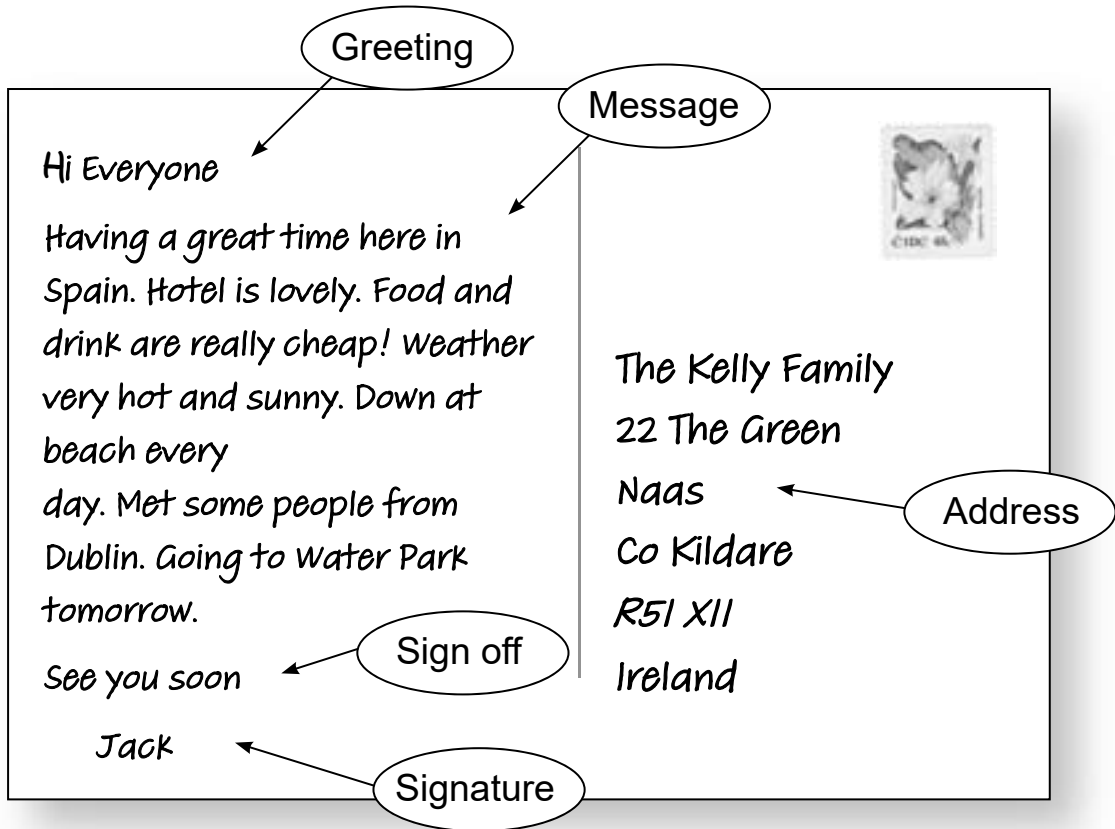 Greeting
Message
Hi Everyone
Having a great time here in
Spain. Hotel is lovely. Food and
drink are really cheap! Weather
very hot and sunny. Down at
beach every
day. Met some people from
Dublin. Going to Water Park
tomorrow.
See you soon
Sign off
Jack
Signature
The Kelly Family
22 The Green
Naas
Address
Co Kildare
R51 X11
Ireland